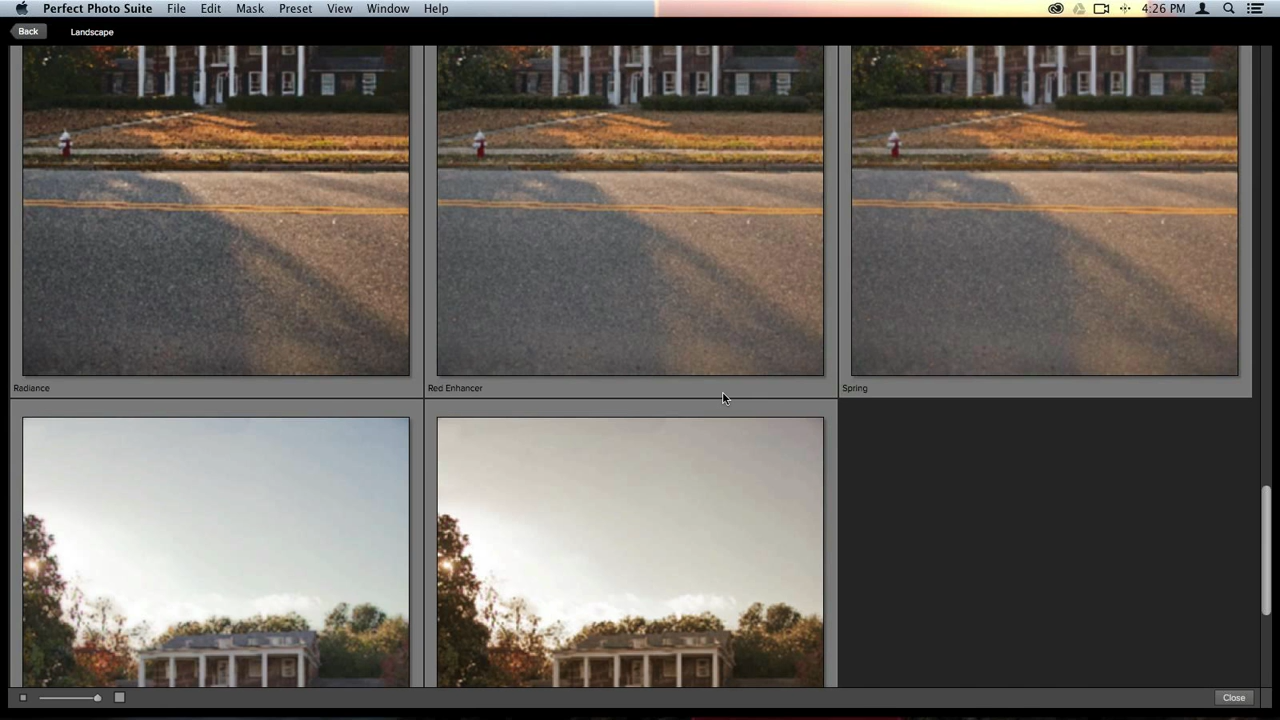 Perfect Photo Suite File Edit Mask Preset View Window Help 4:26 PM
Back Landscape
Radiance Red Enhancer Spring
Close